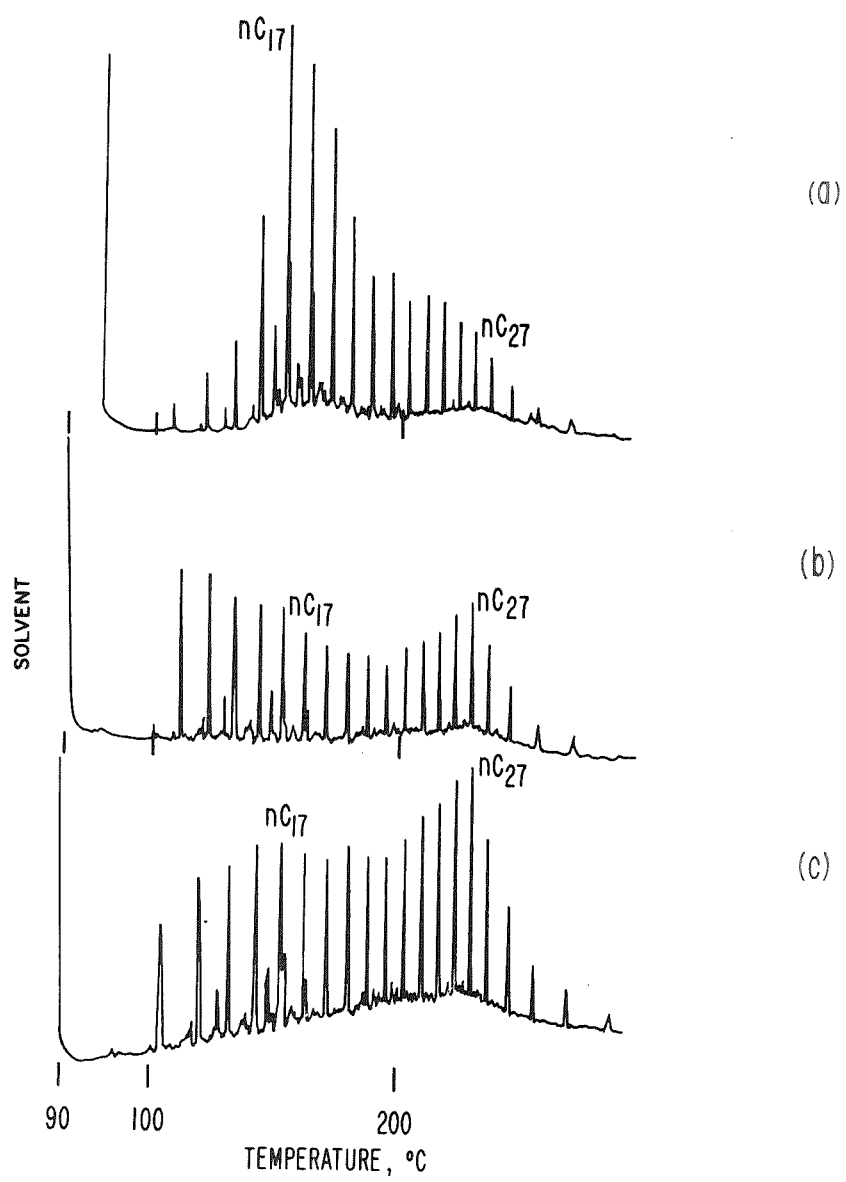 nC17
(a)
nC27
SOLVENT
nC17
nC27
(b)
nC27
nC17
(c)
90 100 200
TEMPERATURE, °C